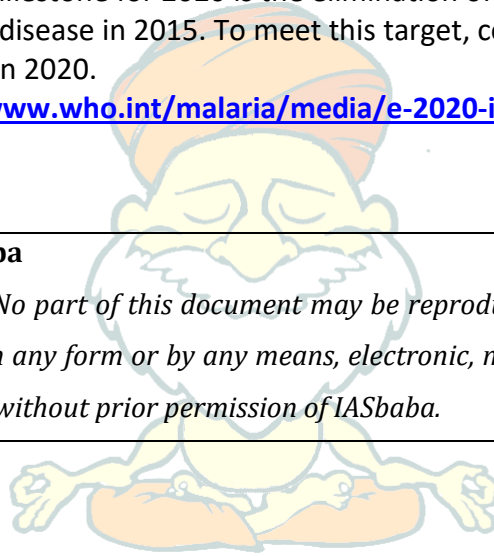 disease in 2015. To meet this target, c
n 2020.
www.who.int/malaria/media/e-2020-i
ba
No part of this document may be reprodu
any form or by any means, electronic, m
without prior permission of IASbaba.